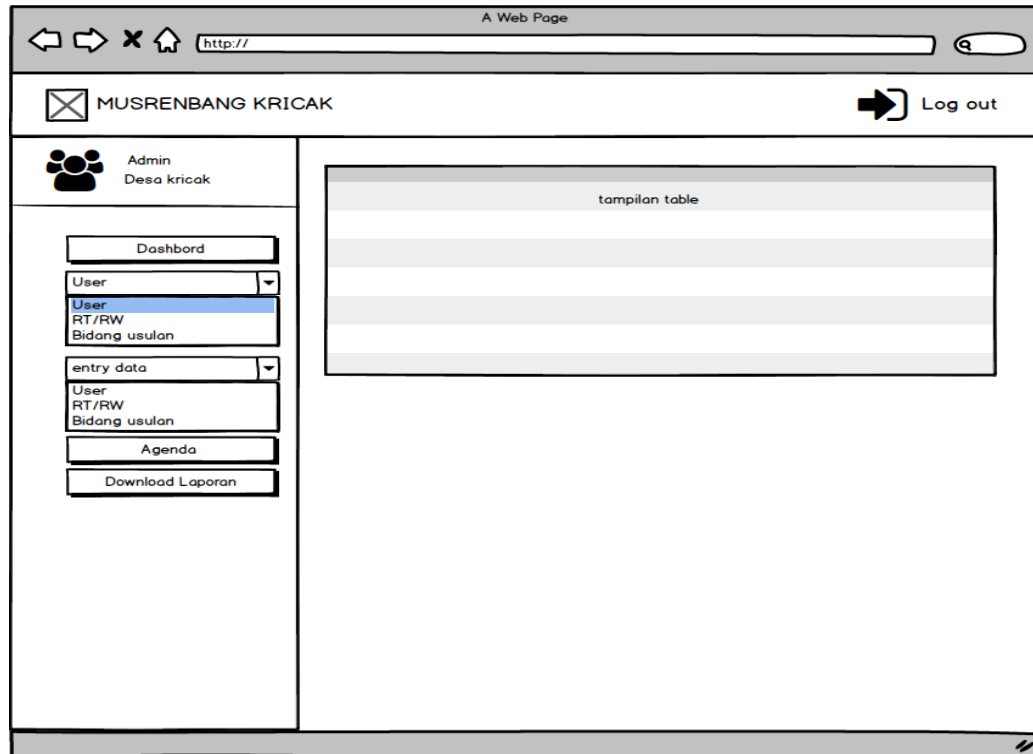 A Web Page
http://
MUSRENBANG KRICAK
Log out
Admin
Desa kricak
Dashbord
User
User
RT/RW
Bidang usulan
entry data
User
RT/RW
Bidang usulan
Agenda
Download Laporan
tampilan table